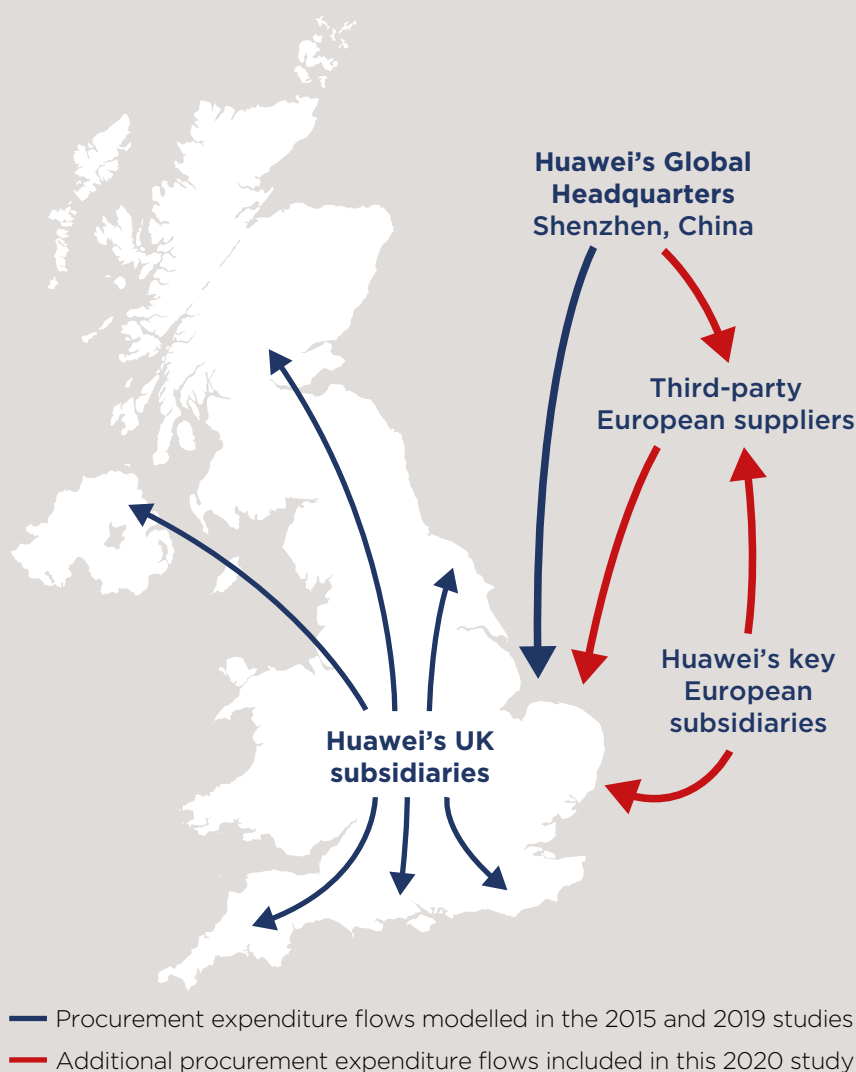 Huawei’s Global
Headquarters
Shenzhen, China
Third-party
European suppliers
Huawei’s key
European
subsidiaries
Huawei’s UK
subsidiaries
Procurement expenditure flows modelled in the 2015 and 2019 studies
Additional procurement expenditure flows included in this 2020 study